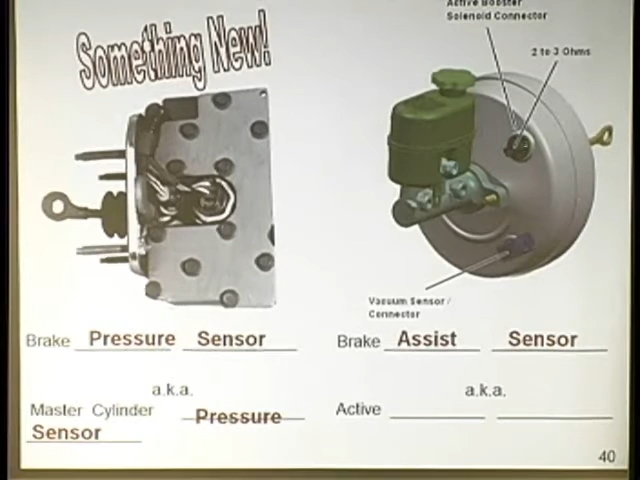 Something New!
Active Booster
Solenoid Connector
2 to 3 Ohms
Vacuum Sensor /
Connector
Brake Pressure Sensor
a.k.a.
Master Cylinder Pressure
Sensor
Brake Assist Sensor
a.k.a.
Active
40